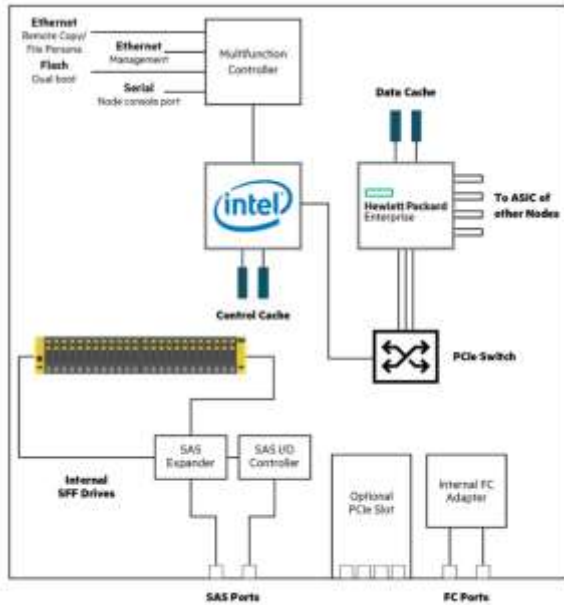 Ethernet
Remote Copy/
File Persona
Ethernet
Management
Flash
Dual boot
Serial
Node console port
Multifunction
Controller
Data Cache
intel
Hewlett Packard
Enterprise
To ASIC of
other Nodes
Control Cache
PCIe Switch
SAS
Expander
SAS I/O
Controller
Internal
SFF Drives
Optional
PCIe Slot
Internal FC
Adapter
SAS Ports
FC Ports